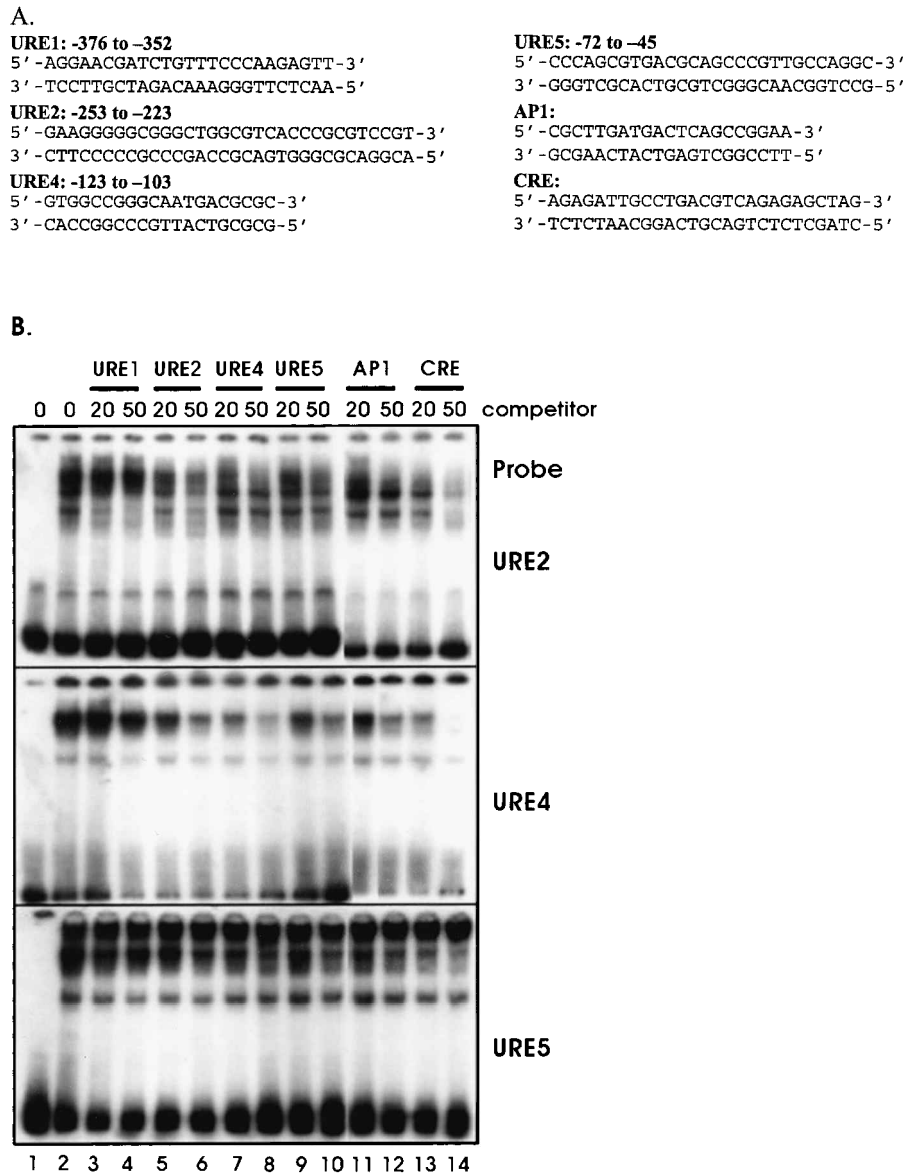 A.
URE1: -376 to –352
5'-AGGAACGATCTGTTTCCCAAGAGTT-3'
3'-TCCTTGCTAGACAAAGGGTTCTCAA-5'
URE2: -253 to –223
5'-GAAGGGGGCGGGCTGGCGTCACCCGCGTCCGT-3'
3'-CTTCCCCCGCCCGACCGCAGTGGGCGCAGGCA-5'
URE4: -123 to –103
5'-GTGGCCGGGCAATGACGCGC-3'
3'-CACCGGCCCGTTACTGCGCG-5'
URE5: -72 to –45
5'-CCCAGCGTGACGCAGCCCGTTGCCAGGC-3'
3'-GGGTCGCACTGCGTCGGGCAACGGTCCG-5'
AP1:
5'-CGCTTGATGACTCAGCCGGAA-3'
3'-GCGAACTACTGAGTCGGCCTT-5'
CRE:
5'-AGAGATTGCCTGACGTCAGAGAGCTAG-3'
3'-TCTCTAACGGACTGCAGTCTCTCGATC-5'
B.
URE1 URE2 URE4 URE5 AP1 CRE
0 0 20 50 20 50 20 50 20 50 20 50 20 50 competitor
Probe
URE2
URE4
URE5
1 2 3 4 5 6 7 8 9 10 11 12 13 14